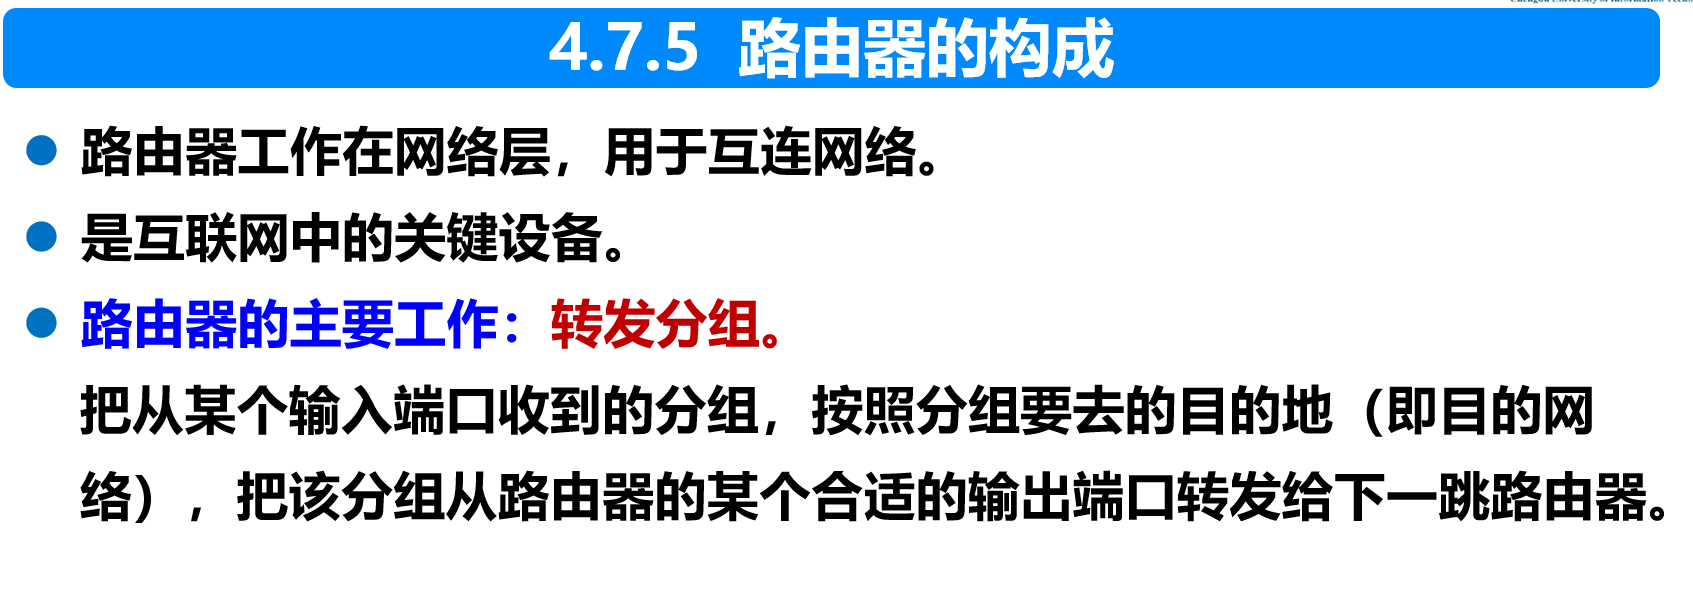 4.7.5 路由器的构成
路由器工作在网络层，用于互连网络。
是互联网中的关键设备。
路由器的主要工作：转发分组。
把从某个输入端口收到的分组，按照分组要去的目的地（即目的网
络），把该分组从路由器的某个合适的输出端口转发给下一跳路由器。